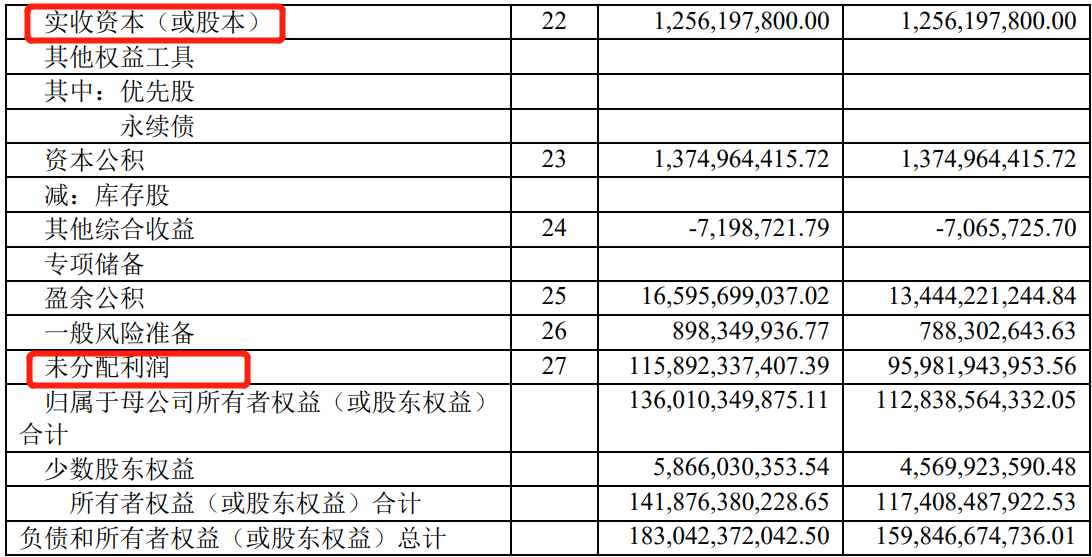 实收资本（或股本） 22 1,256,197,800.00 1,256,197,800.00
其他权益工具
其中：优先股
永续债
资本公积 23 1,374,964,415.72 1,374,964,415.72
减：库存股
其他综合收益 24 -7,198,721.79 -7,065,725.70
专项储备
盈余公积 25 16,595,699,037.02 13,444,221,244.84
一般风险准备 26 898,349,936.77 788,302,643.63
未分配利润 27 115,892,337,407.39 95,981,943,953.56
归属于母公司所有者权益（或股东权益） 136,010,349,875.11 112,838,564,332.05
合计
少数股东权益 5,866,030,353.54 4,569,923,590.48
所有者权益（或股东权益）合计 141,876,380,228.65 117,408,487,922.53
负债和所有者权益（或股东权益）总计 183,042,372,042.50 159,846,674,736.01